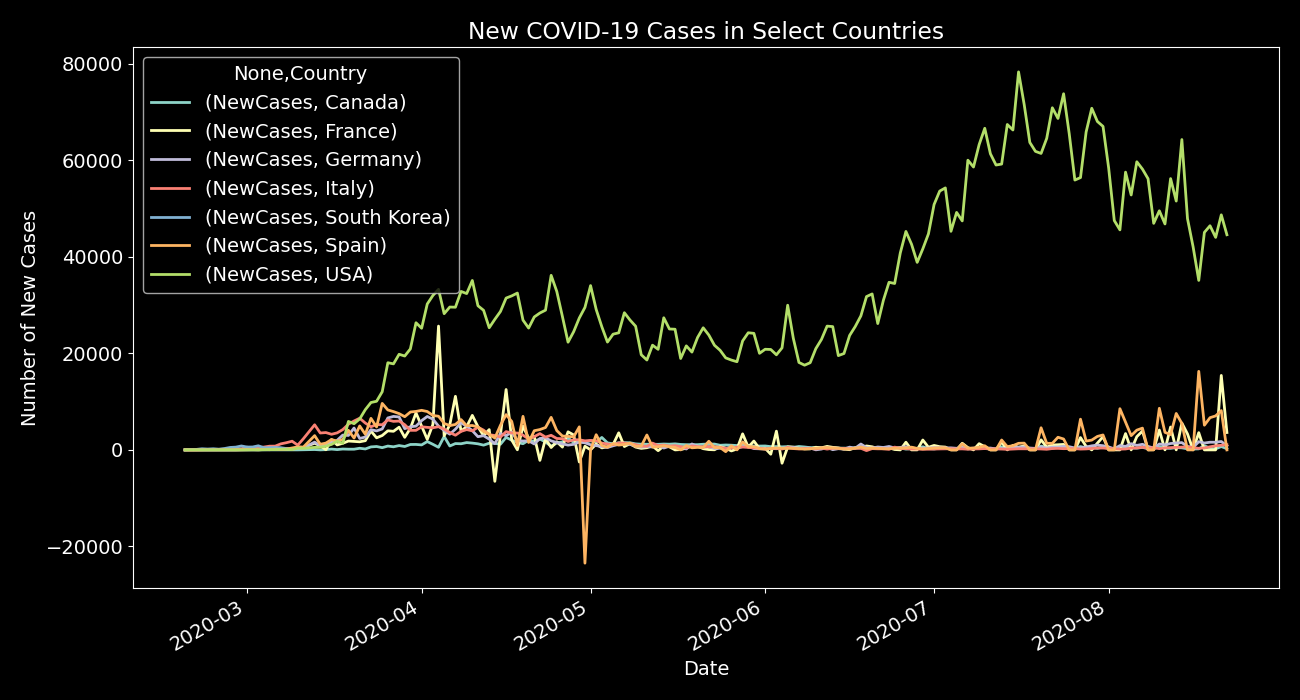 New COVID-19 Cases in Select Countries
80000
60000
40000
20000
0
−20000
Number of New Cases
None,Country
(NewCases, Canada)
(NewCases, France)
(NewCases, Germany)
(NewCases, Italy)
(NewCases, South Korea)
(NewCases, Spain)
(NewCases, USA)
2020-03
2020-04
2020-05
2020-06
2020-07
2020-08
Date